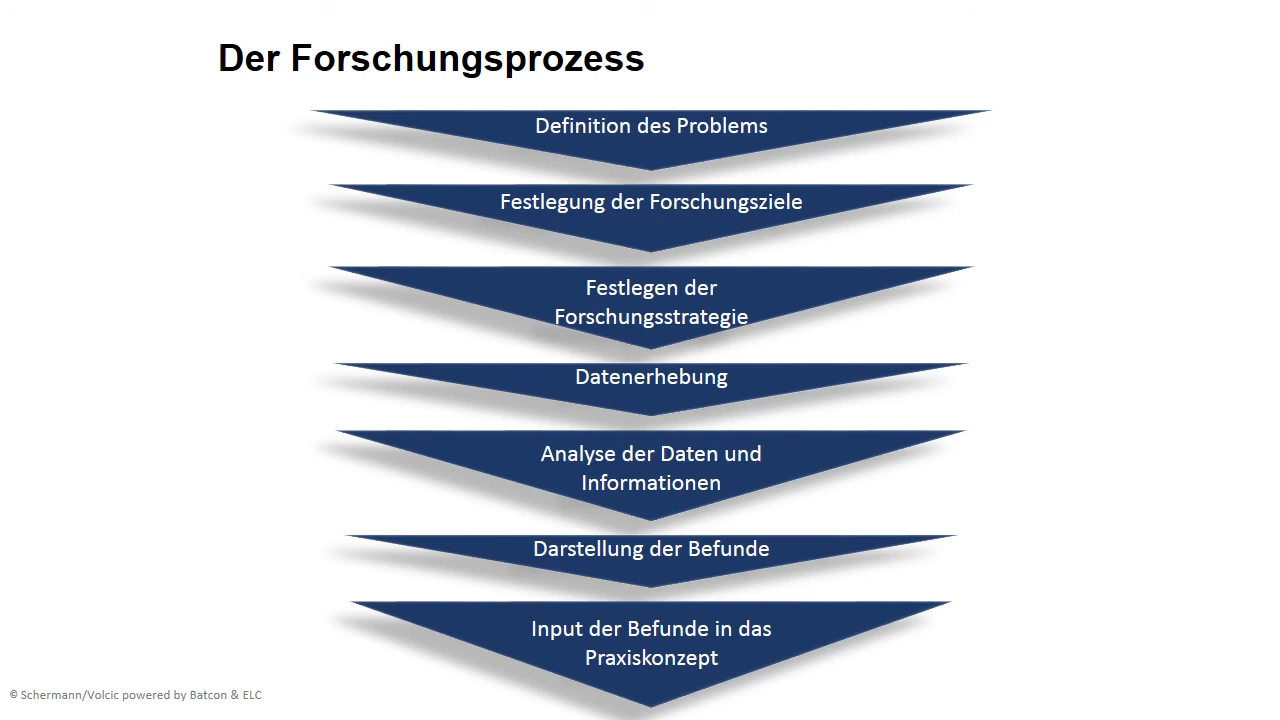 Der Forschungsprozess
Definition des Problems
Festlegung der Forschungsziele
Festlegen der
Forschungsstrategie
Datenerhebung
Analyse der Daten und
Informationen
Darstellung der Befunde
Input der Befunde in das
Praxiskonzept
© Schermann/Volcic powered by Batcon & ELC